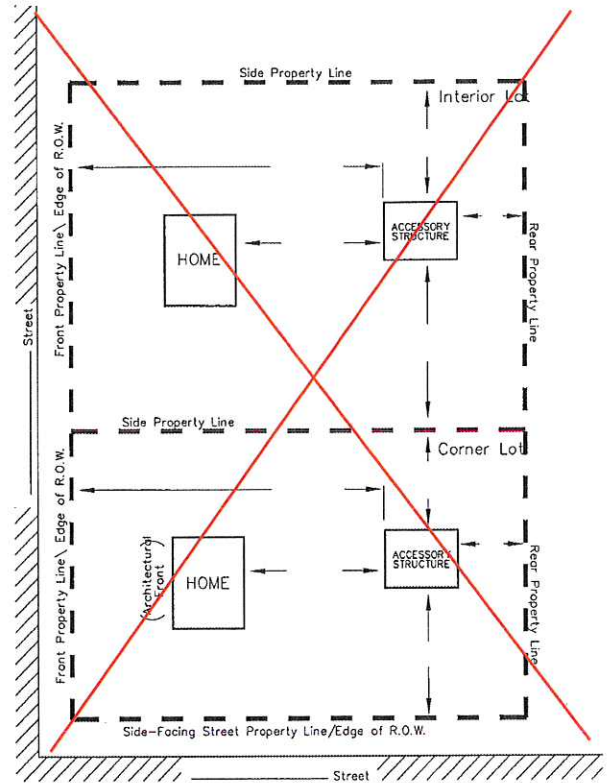 Side Property Line
Interior Lot
Front Property Line\ Edge of R.O.W.
Street
HOME
ACCESSORY
STRUCTURE
Rear Property Line
Side Property Line
Corner Lot
Front Property Line\ Edge of R.O.W.
(Architectural
Front)
HOME
ACCESSORY
STRUCTURE
Rear Property Line
Side-Facing Street Property Line/Edge of R.O.W.
Street